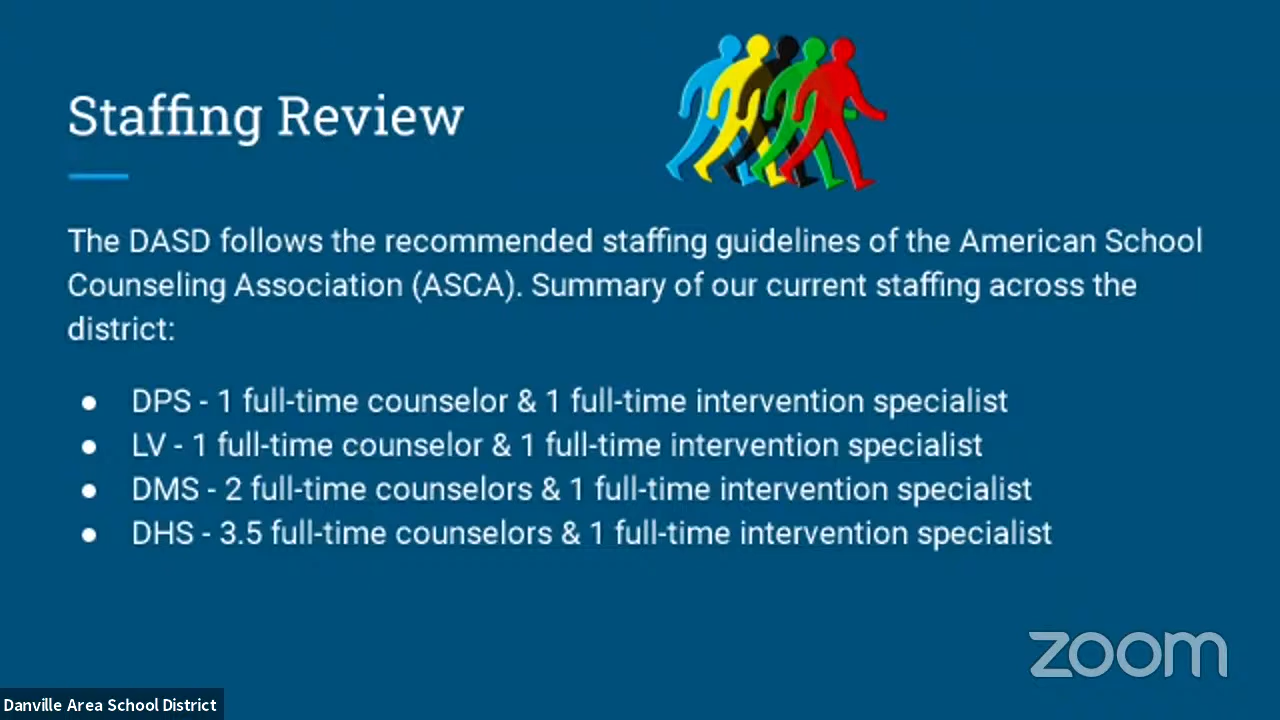 Staffing Review
The DASD follows the recommended staffing guidelines of the American School
Counseling Association (ASCA). Summary of our current staffing across the
district:
● DPS - 1 full-time counselor & 1 full-time intervention specialist
● LV - 1 full-time counselor & 1 full-time intervention specialist
● DMS - 2 full-time counselors & 1 full-time intervention specialist
● DHS - 3.5 full-time counselors & 1 full-time intervention specialist
zoom
Danville Area School District